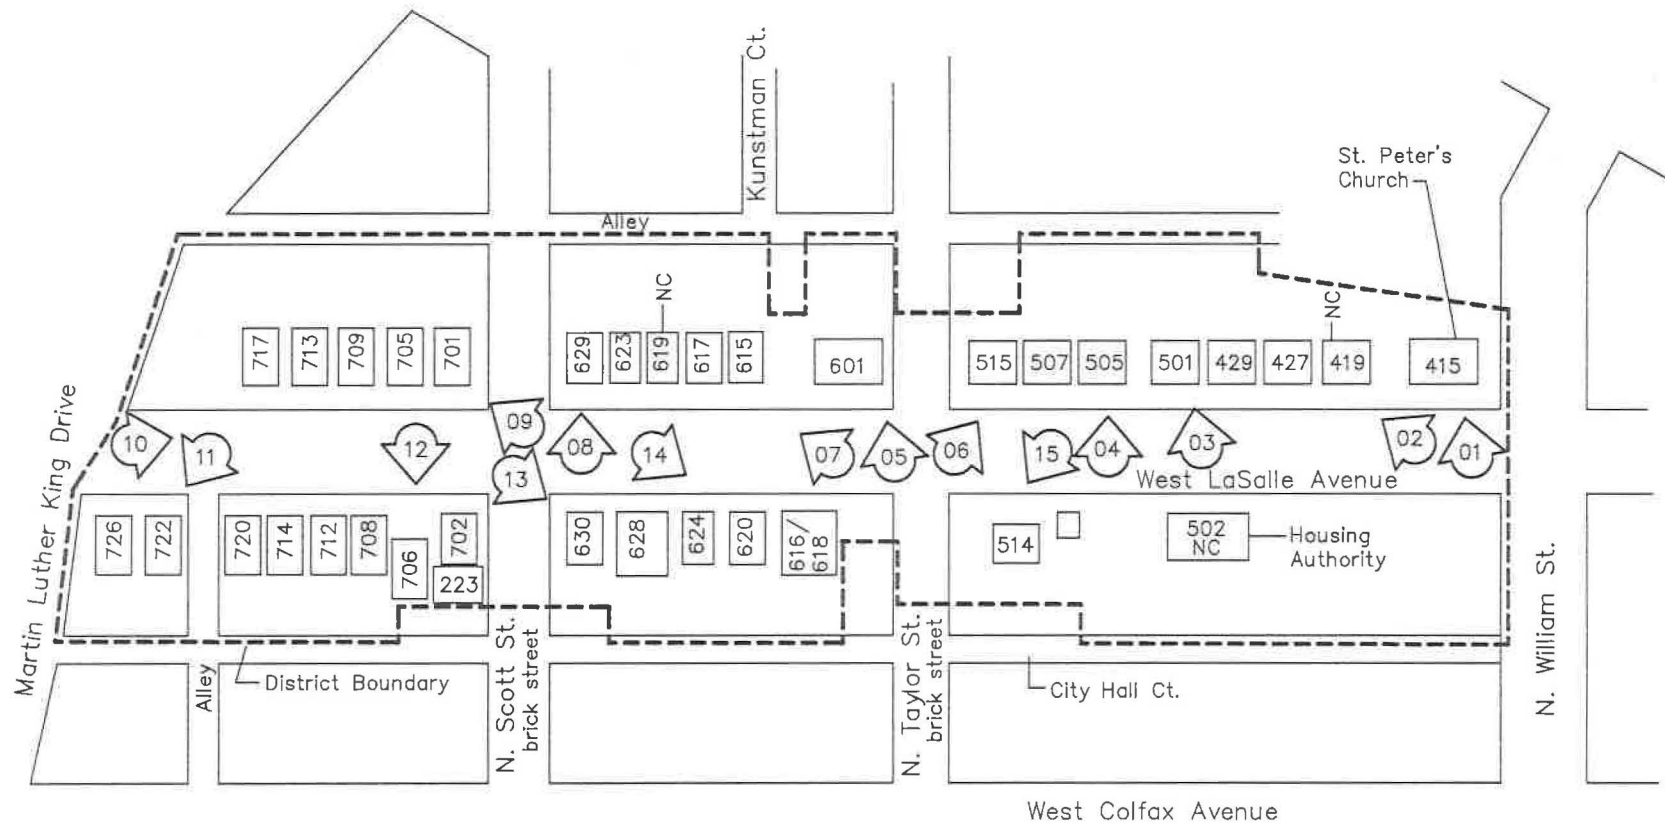 Kunstman Ct.
St. Peter's
Church
Alley
NC
NC
717
713
709
705
701
629
623
619
617
615
601
515
507
505
501
429
427
419
415
Martin Luther King Drive
10
11
12
09
13
08
14
07
05
06
15
04
03
02
01
West LaSalle Avenue
726
722
720
714
712
708
706
702
223
630
628
624
620
616/
618
514
502
NC
Housing
Authority
N. William St.
Alley
District Boundary
N. Scott St.
brick street
N. Taylor St.
brick street
City Hall Ct.
West Colfax Avenue